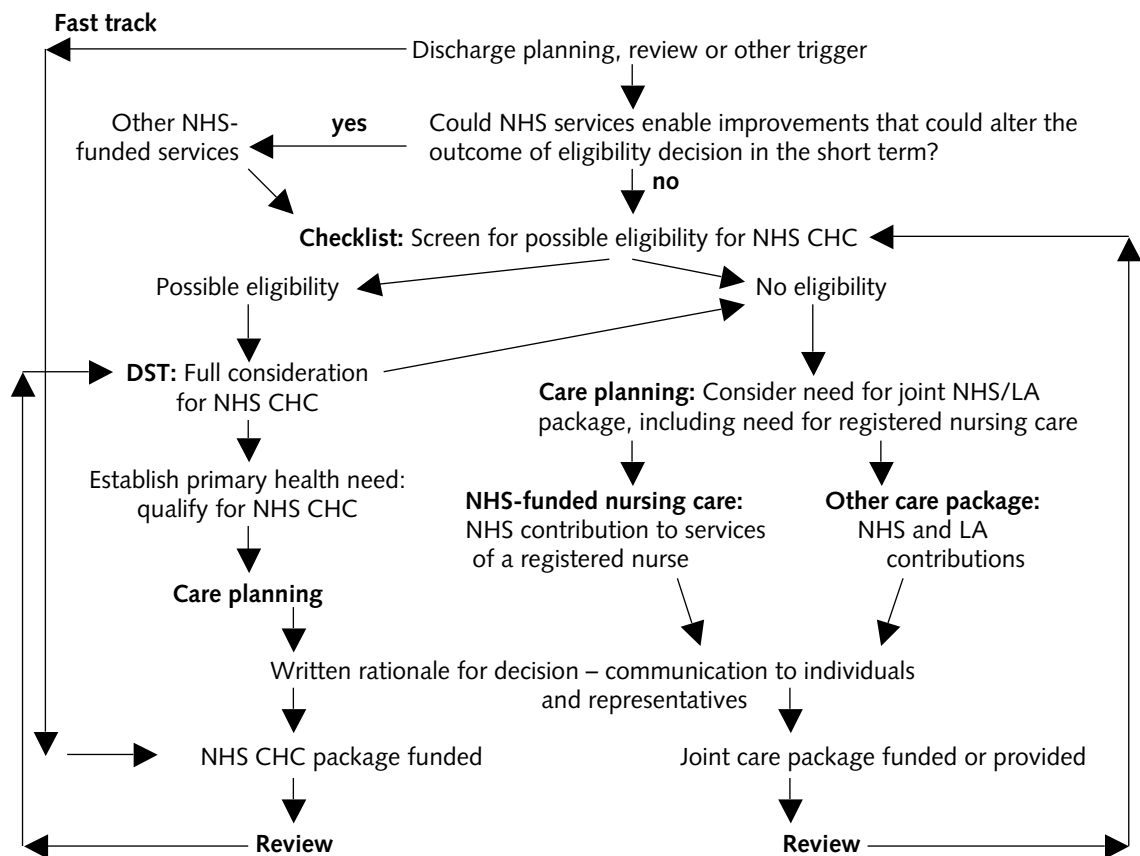 Fast track
Discharge planning, review or other trigger
Other NHS-
funded services
yes
Could NHS services enable improvements that could alter the
outcome of eligibility decision in the short term?
no
Checklist: Screen for possible eligibility for NHS CHC
Possible eligibility
No eligibility
DST: Full consideration
for NHS CHC
Care planning: Consider need for joint NHS/LA
package, including need for registered nursing care
Establish primary health need:
qualify for NHS CHC
NHS-funded nursing care:
NHS contribution to services
of a registered nurse
Other care package:
NHS and LA
contributions
Care planning
Written rationale for decision – communication to individuals
and representatives
NHS CHC package funded
Joint care package funded or provided
Review
Review